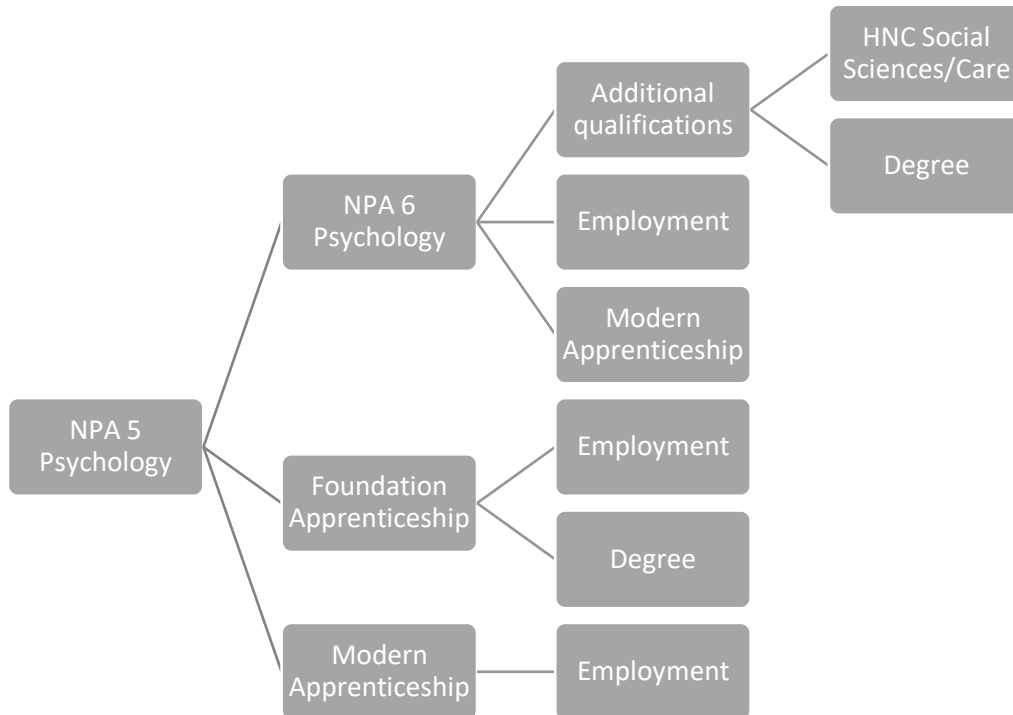 HNC Social
Sciences/Care
Additional
qualifications
Degree
NPA 6
Psychology
Employment
Modern
Apprenticeship
NPA 5
Psychology
Employment
Foundation
Apprenticeship
Degree
Modern
Apprenticeship
Employment